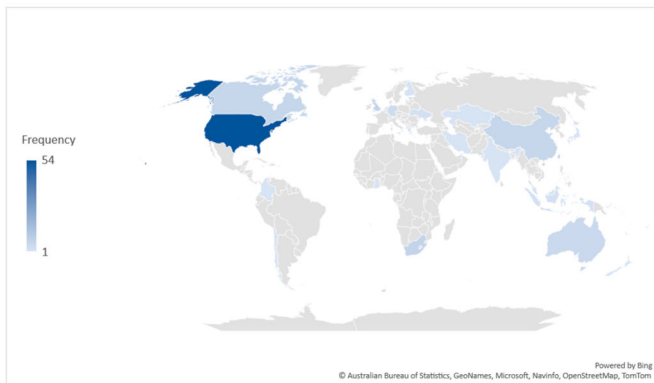 Frequency
54
1
Powered by Bing
© Australian Bureau of Statistics, GeoNames, Microsoft, Navinfo, OpenStreetMap, TomTom